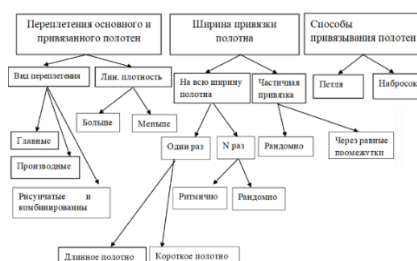 Переплетения основного и
привязанного полотен
Ширина привязки
полотна
Способы
привязывания полотен
Вид переплетения
Лин. плотность
На всю ширину
полотна
Частичная
привязка
Петля
Набросок
Больше
Меньше
Главные
Один раз
N раз
Рандомно
Через равные
поомежутки
Производные
Рисунчатые и
комбинированны
Ритмично
Рандомно
Длинное полотно
Короткое полотно